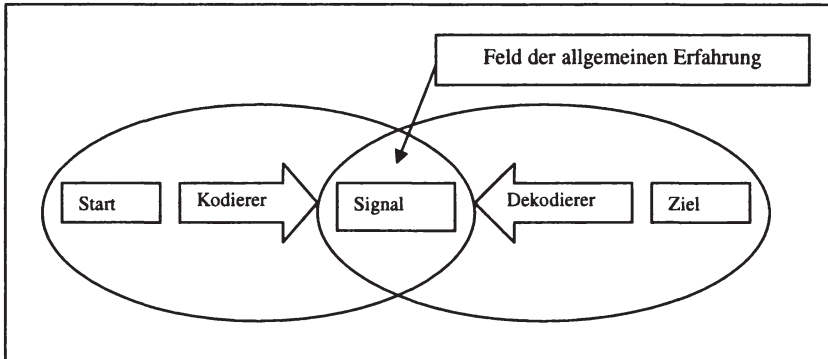 Feld der allgemeinen Erfahrung
Start
Kodierer
Signal
Dekodierer
Ziel